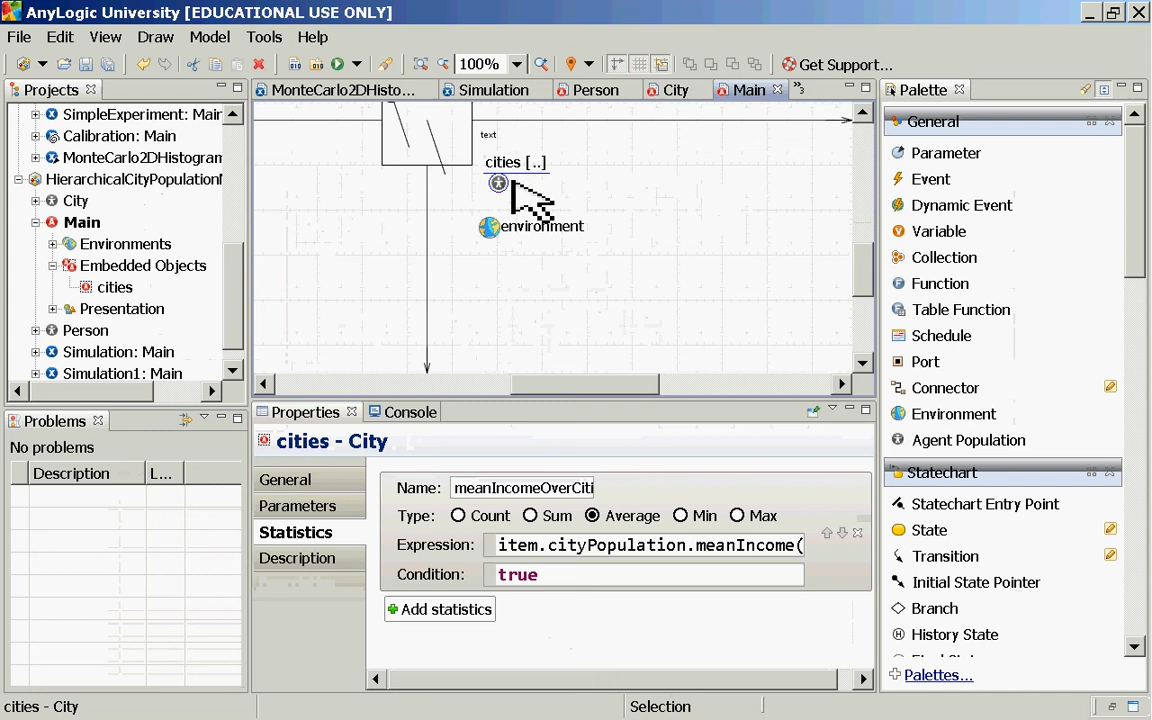 AnyLogic University [EDUCATIONAL USE ONLY]
File Edit View Draw Model Tools Help
100% Get Support...
Projects
SimpleExperiment: Main
Calibration: Main
MonteCarlo2DHistogram
HierarchicalCityPopulation
City
Main
Environments
Embedded Objects
cities
Presentation
Person
Simulation: Main
Simulation1: Main
Problems
No problems
Description L...
MonteCarlo2DHisto... Simulation Person City Main »3
text
cities [..]
environment
Properties Console
cities - City
General
Parameters
Statistics
Description
Name: meanIncomeOverCiti
Type: Count Sum Average Min Max
Expression: item.cityPopulation.meanIncome(
Condition: true
Add statistics
Palette
General
Parameter
Event
Dynamic Event
Variable
Collection
Function
Table Function
Schedule
Port
Connector
Environment
Agent Population
Statechart
Statechart Entry Point
State
Transition
Initial State Pointer
Branch
History State
Palettes...
cities - City Selection